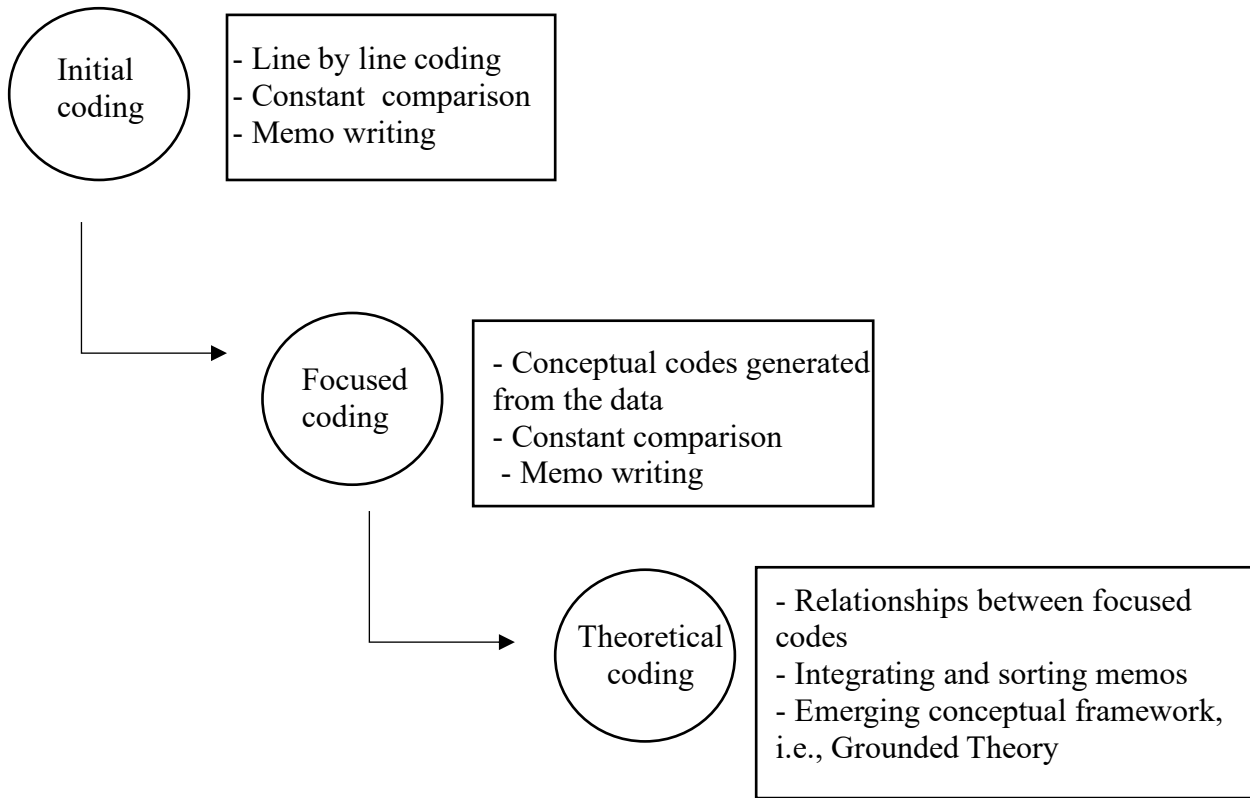 Initial
coding
- Line by line coding
- Constant  comparison
- Memo writing
Focused
coding
- Conceptual codes generated
from the data
- Constant comparison
- Memo writing
Theoretical
coding
- Relationships between focused
codes
- Integrating and sorting memos
- Emerging conceptual framework,
i.e., Grounded Theory